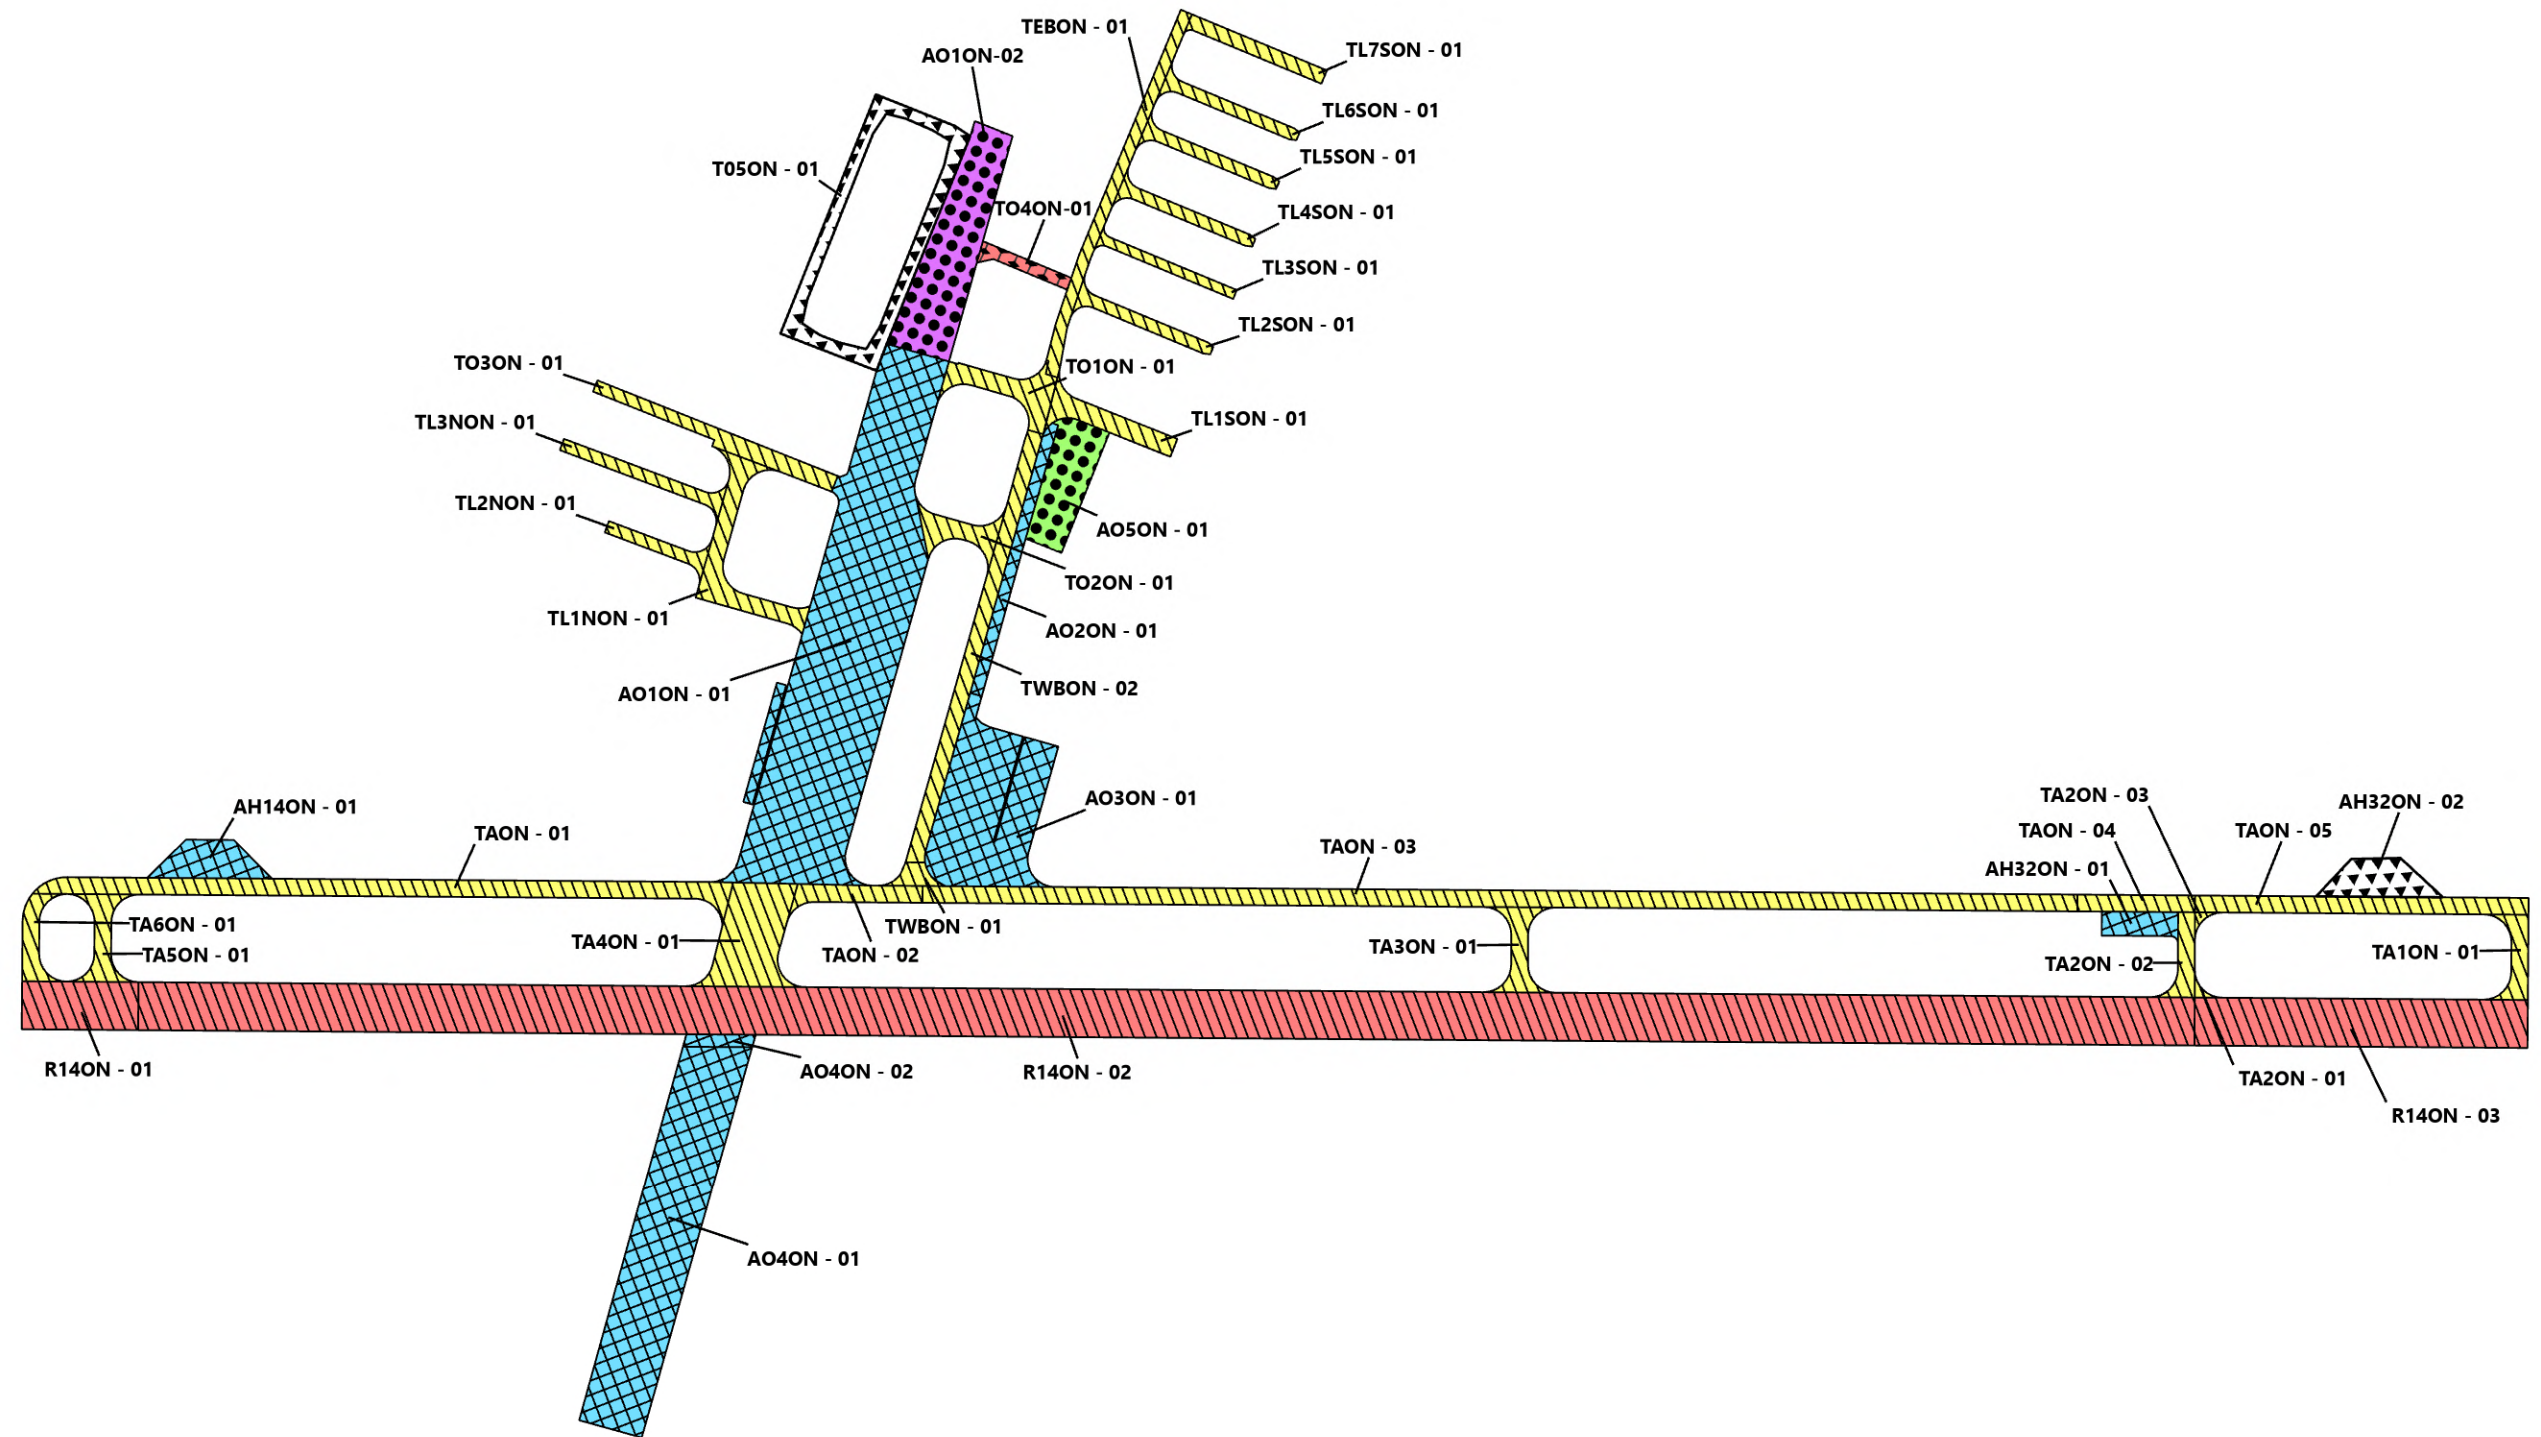 TEBON - 01
TL7SON - 01
AO1ON-02
TL6SON - 01
TL5SON - 01
T05ON - 01
TO4ON-01
TL4SON - 01
TL3SON - 01
TL2SON - 01
TO3ON - 01
TO1ON - 01
TL3NON - 01
TL1SON - 01
TL2NON - 01
AO5ON - 01
TO2ON - 01
TL1NON - 01
AO2ON - 01
AO1ON - 01
TWBON - 02
AH14ON - 01
AO3ON - 01
TA2ON - 03
AH32ON - 02
TAON - 01
TAON - 03
TAON - 04
TAON - 05
AH32ON - 01
TA6ON - 01
TWBON - 01
TA4ON - 01
TA3ON - 01
TA5ON - 01
TAON - 02
TA2ON - 02
TA1ON - 01
R14ON - 01
AO4ON - 02
R14ON - 02
TA2ON - 01
R14ON - 03
AO4ON - 01